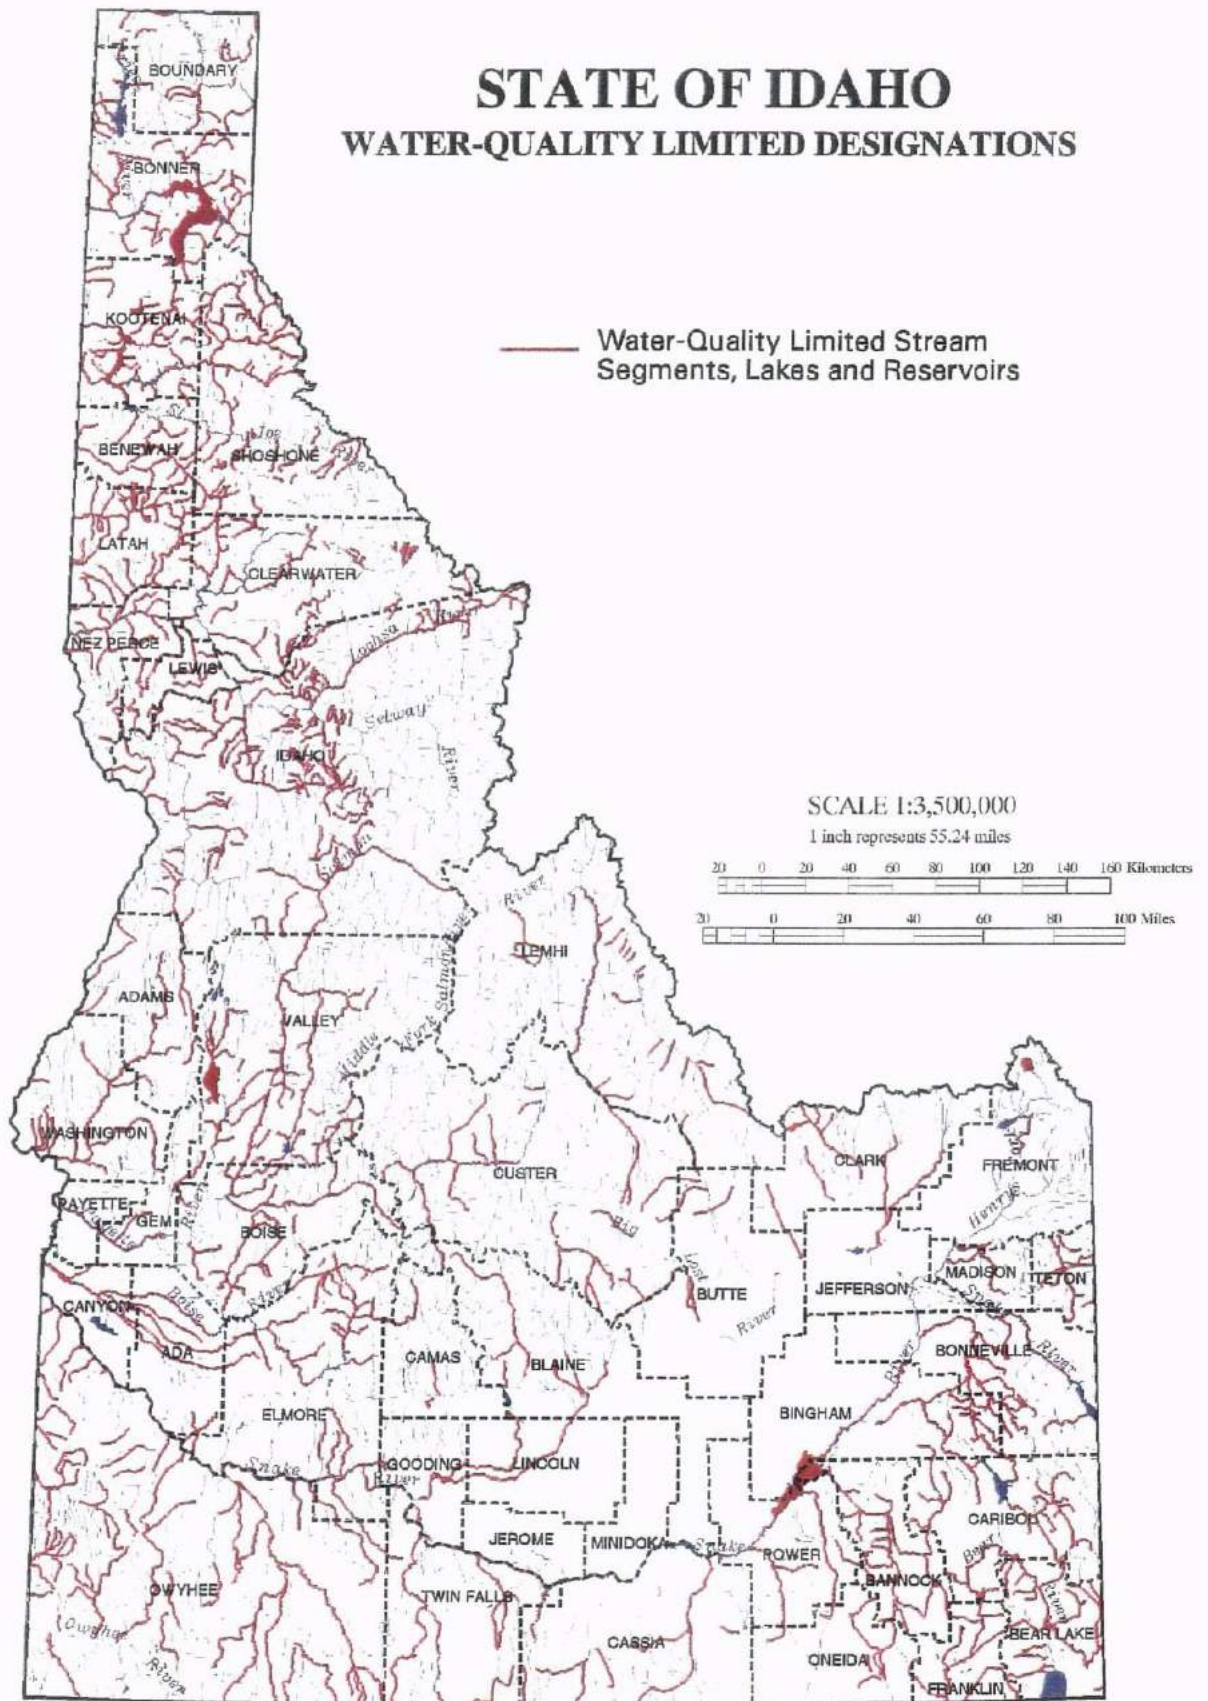 STATE OF IDAHO
WATER-QUALITY LIMITED DESIGNATIONS
Water-Quality Limited Stream
Segments, Lakes and Reservoirs
SCALE 1:3,500,000
1 inch represents 55.24 miles
20 0 20 40 60 80 100 120 140 160 Kilometers
20 0 20 40 60 80 100 Miles
BOUNDARY
BONNER
KOOTENAI
St
Joe
River
BENEWAH
SHOSHONE
LATAH
CLEARWATER
NEZ PERCE
LEWIS
Lochsa River
Selway
River
IDAHO
Salmon
River
LEMHI
ADAMS
VALLEY
Middle Fork Salmon
WASHINGTON
CUSTER
CLARK
FREMONT
PAYETTE
GEM
BOISE
Henrys
Big
Lost
River
BUTTE
JEFFERSON
MADISON
TETON
Snake
River
CANYON
Boise
River
ADA
CAMAS
BLAINE
BONNEVILLE
River
ELMORE
BINGHAM
Snake
River
GOODING
LINCOLN
CARIBOU
JEROME
MINIDOKA
Snake
POWER
Bear
River
BANNOCK
OWYHEE
TWIN FALLS
Owyhee
River
CASSIA
BEAR LAKE
ONEIDA
FRANKLIN